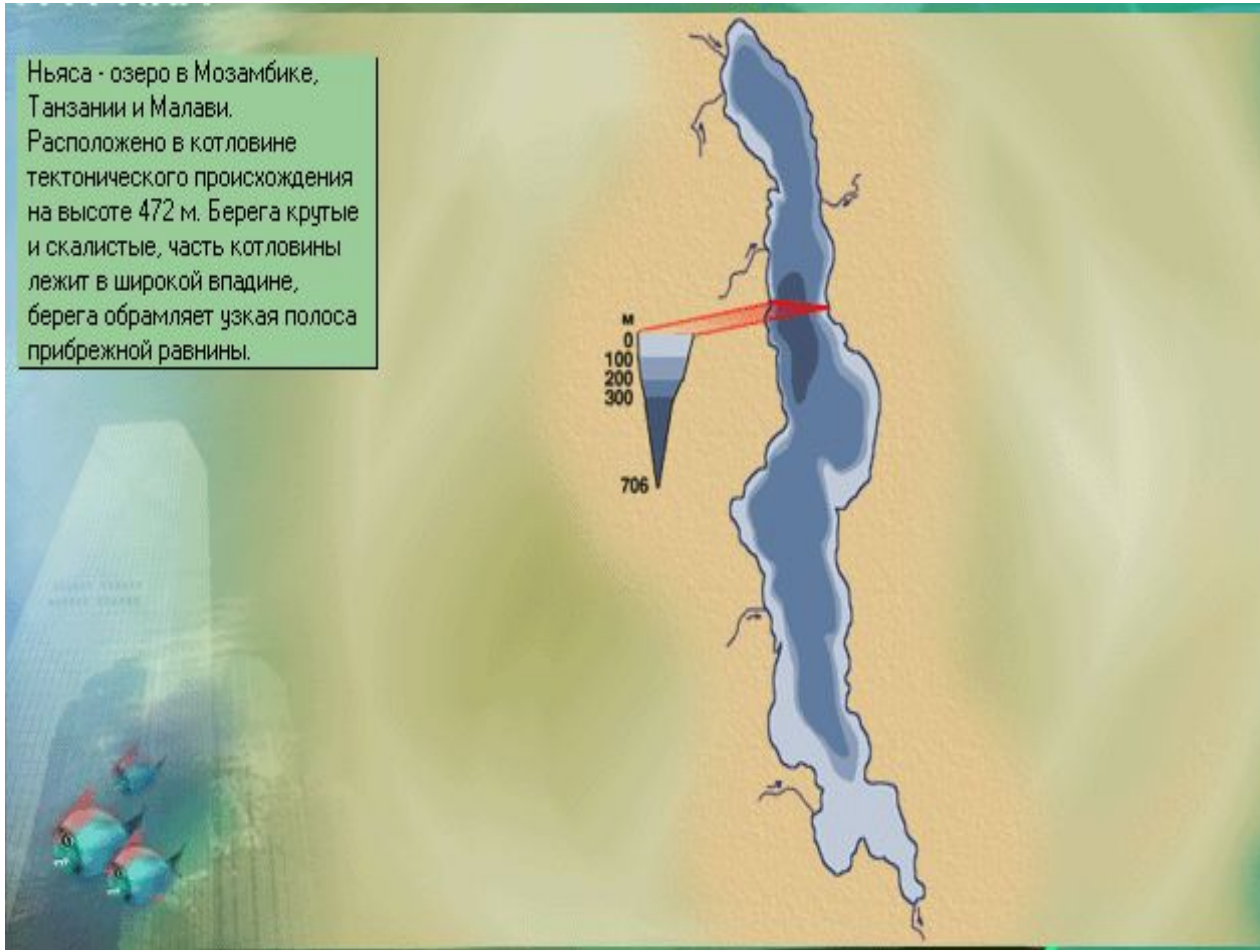 Ньяса - озеро в Мозамбике,
Танзании и Малави.
Расположено в котловине
тектонического происхождения
на высоте 472 м. Берега крутые
и скалистые, часть котловины
лежит в широкой впадине,
берега обрамляет узкая полоса
прибрежной равнины.
м
0
100
200
300
706